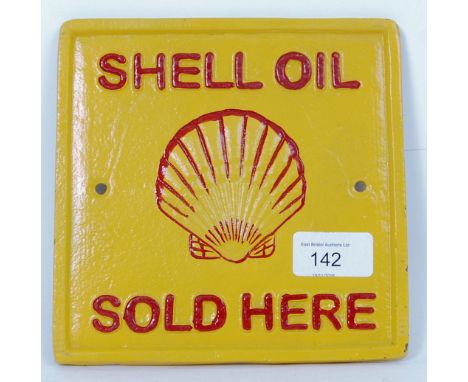 SHELL OIL
East Bristol Auctions Ltd
142
SOLD HERE